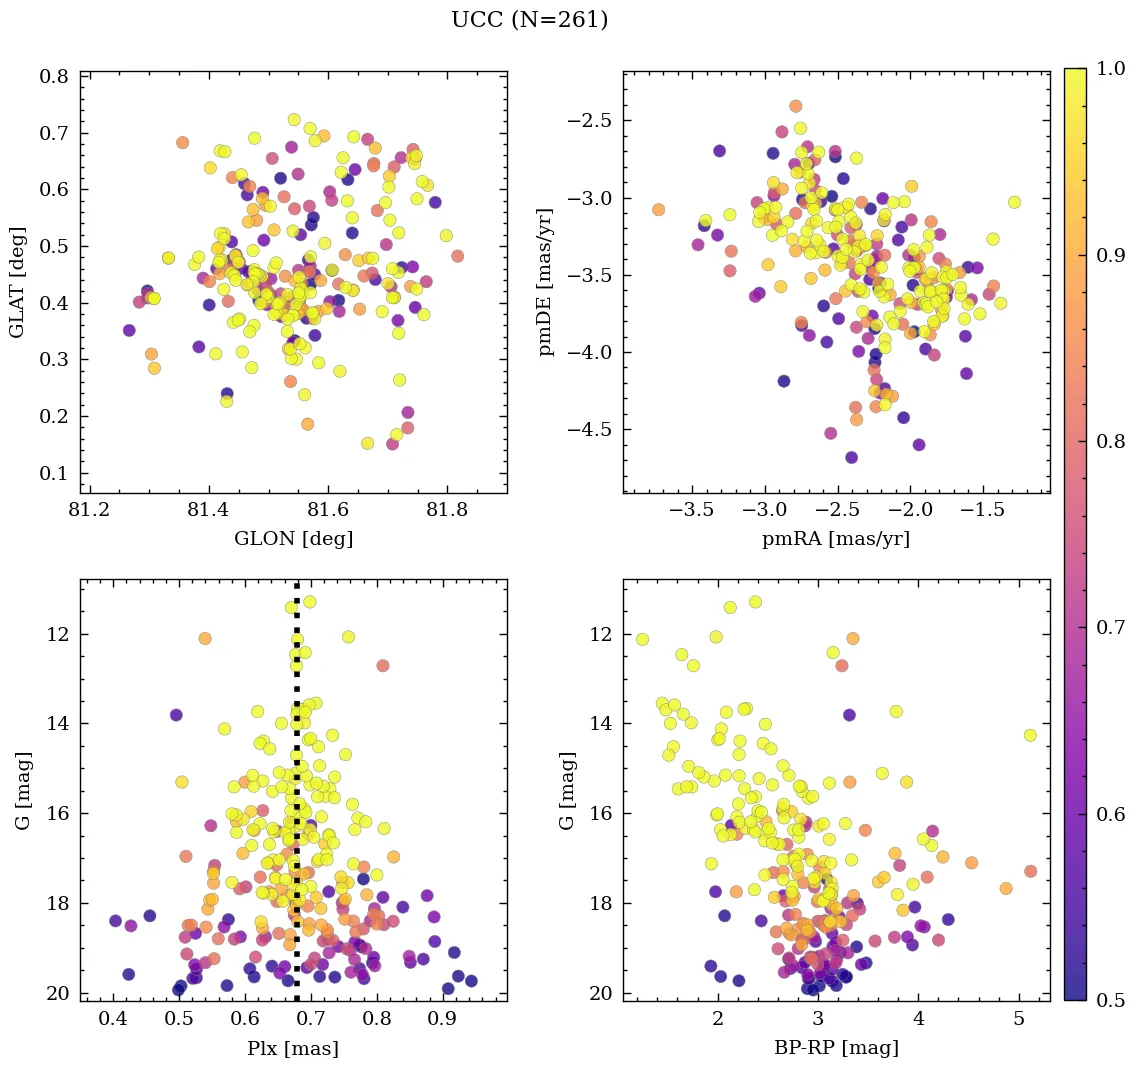 UCC (N=261)
0.8
0.7
0.6
0.5
0.4
0.3
0.2
0.1
GLAT [deg]
81.2 81.4 81.6 81.8
GLON [deg]
−2.5
−3.0
−3.5
−4.0
−4.5
pmDE [mas/yr]
−3.5 −3.0 −2.5 −2.0 −1.5
pmRA [mas/yr]
12
14
16
18
20
G [mag]
0.4 0.5 0.6 0.7 0.8 0.9
Plx [mas]
12
14
16
18
20
G [mag]
2 3 4 5
BP-RP [mag]
1.0
0.9
0.8
0.7
0.6
0.5